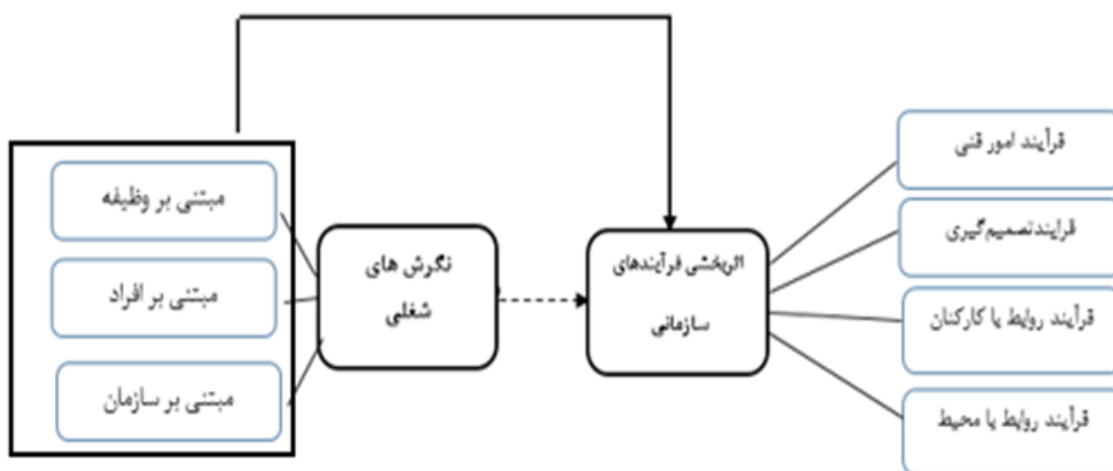 مبتنی بر وظیفه
مبتنی بر افراد
مبتنی بر سازمان
نگرش های
شغلی
اثربخشی فرآیندهای
سازمانی
فرآیند امور فنی
فرایندتصمیم‌گیری
فرآیند روابط با کارکنان
فرآیند روابط با محیط